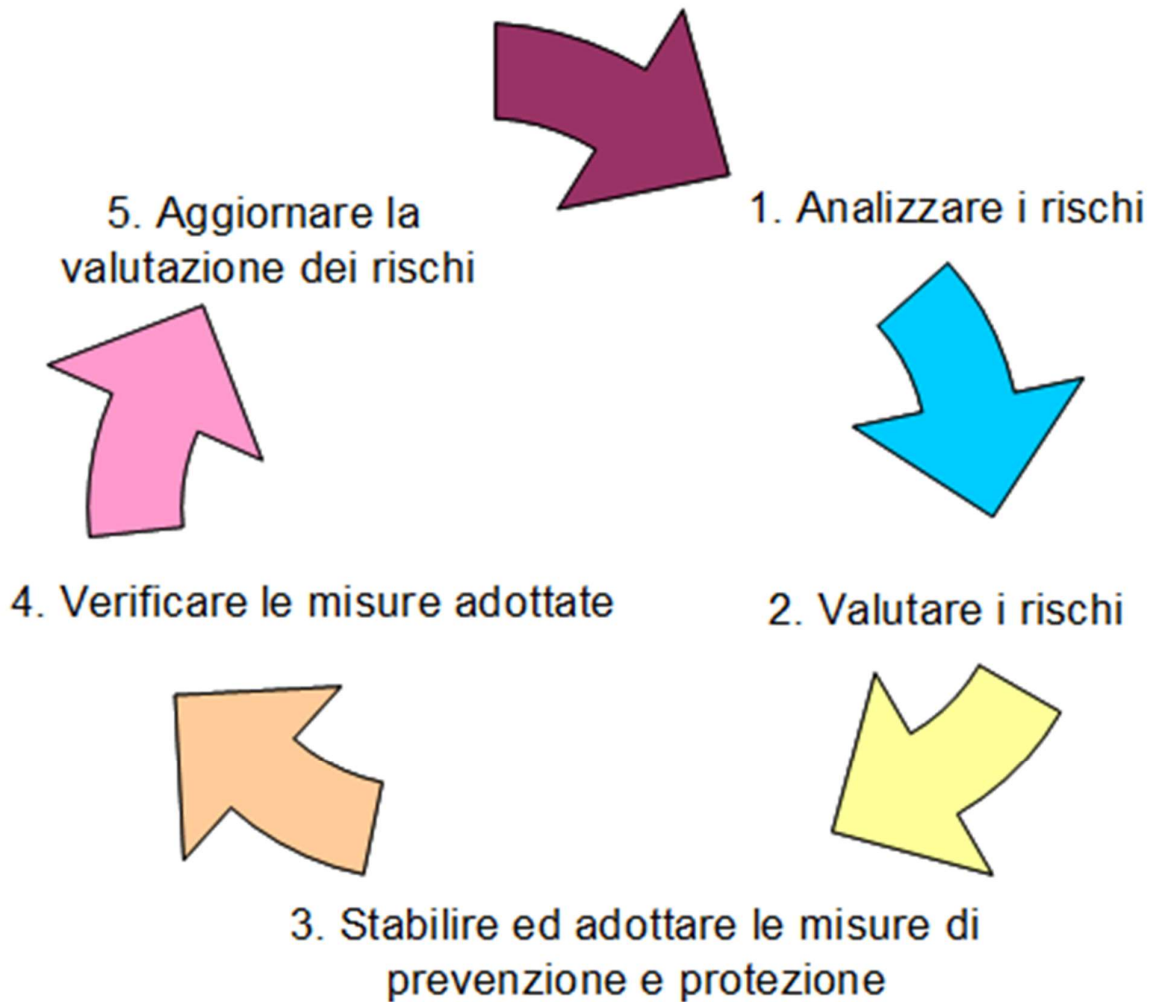 1. Analizzare i rischi
2. Valutare i rischi
3. Stabilire ed adottare le misure di
prevenzione e protezione
4. Verificare le misure adottate
5. Aggiornare la
valutazione dei rischi